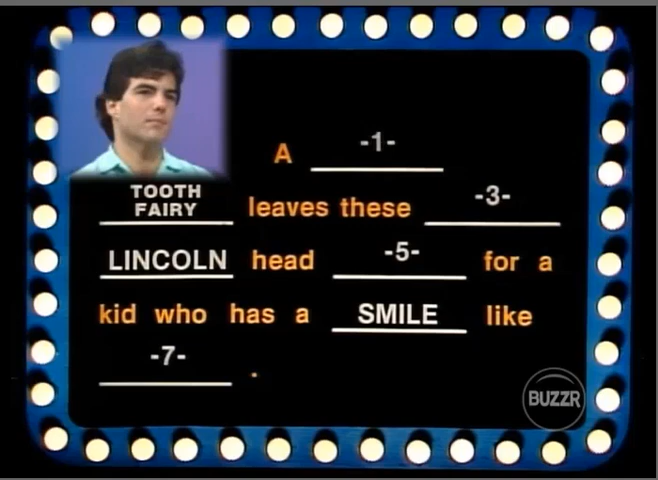 A -1-
TOOTH FAIRY leaves these -3-
LINCOLN head -5- for a
kid who has a SMILE like
-7- .
BUZZR